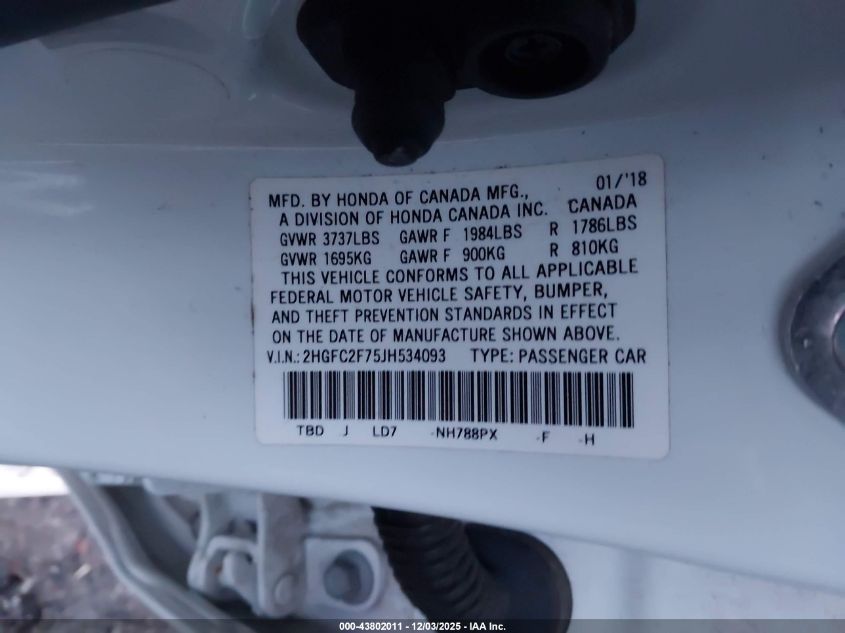 MFD. BY HONDA OF CANADA MFG., 01/'18
A DIVISION OF HONDA CANADA INC. CANADA
GVWR 3737LBS GAWR F 1984LBS R 1786LBS
GVWR 1695KG GAWR F 900KG R 810KG
THIS VEHICLE CONFORMS TO ALL APPLICABLE
FEDERAL MOTOR VEHICLE SAFETY, BUMPER,
AND THEFT PREVENTION STANDARDS IN EFFECT
ON THE DATE OF MANUFACTURE SHOWN ABOVE.
V.I.N.: 2HGFC2F75JH534093 TYPE: PASSENGER CAR
TBD J LD7 -NH788PX -F -H
000-43802011 - 12/03/2025 - IAA Inc.